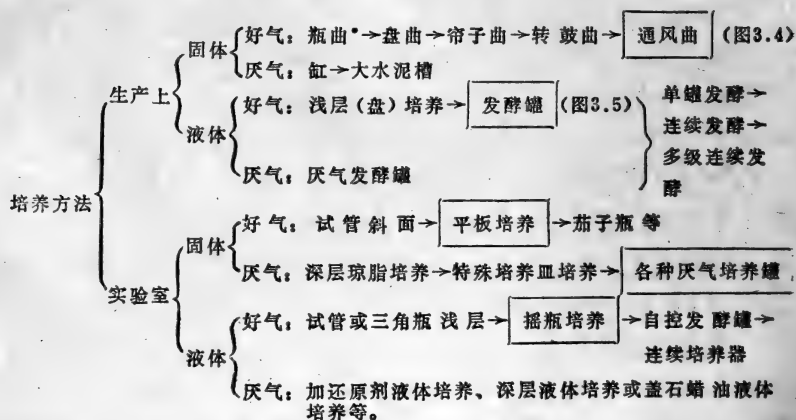 好气：瓶曲*→盘曲→帘子曲→转鼓曲→通风曲（图3.4）
固体
厌气：缸→大水泥槽
生产上
好气：浅层（盘）培养→发酵罐（图3.5）
液体
厌气：厌气发酵罐
单罐发酵→
连续发酵→
多级连续发
酵
培养方法
好气：试管斜面→平板培养→茄子瓶等
固体
厌气：深层琼脂培养→特殊培养皿培养→各种厌气培养罐
实验室
好气：试管或三角瓶浅层→摇瓶培养→自控发酵罐→
连续培养器
液体
厌气：加还原剂液体培养、深层液体培养或盖石蜡油液体
培养等。